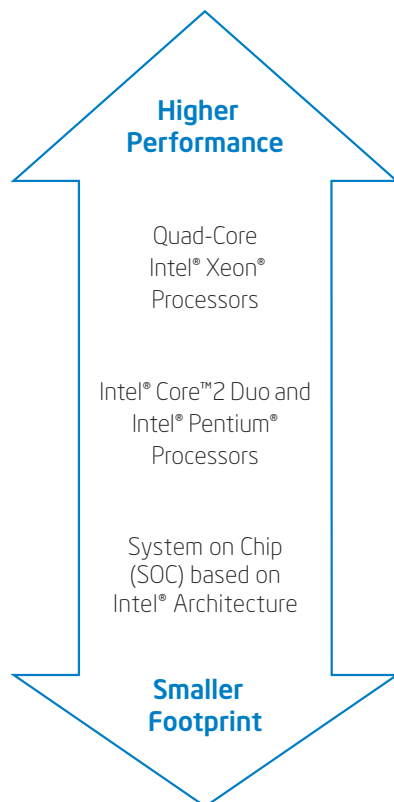 Higher
Performance
Quad-Core
Intel® Xeon®
Processors
Intel® Core™2 Duo and
Intel® Pentium®
Processors
System on Chip
(SOC) based on
Intel® Architecture
Smaller
Footprint